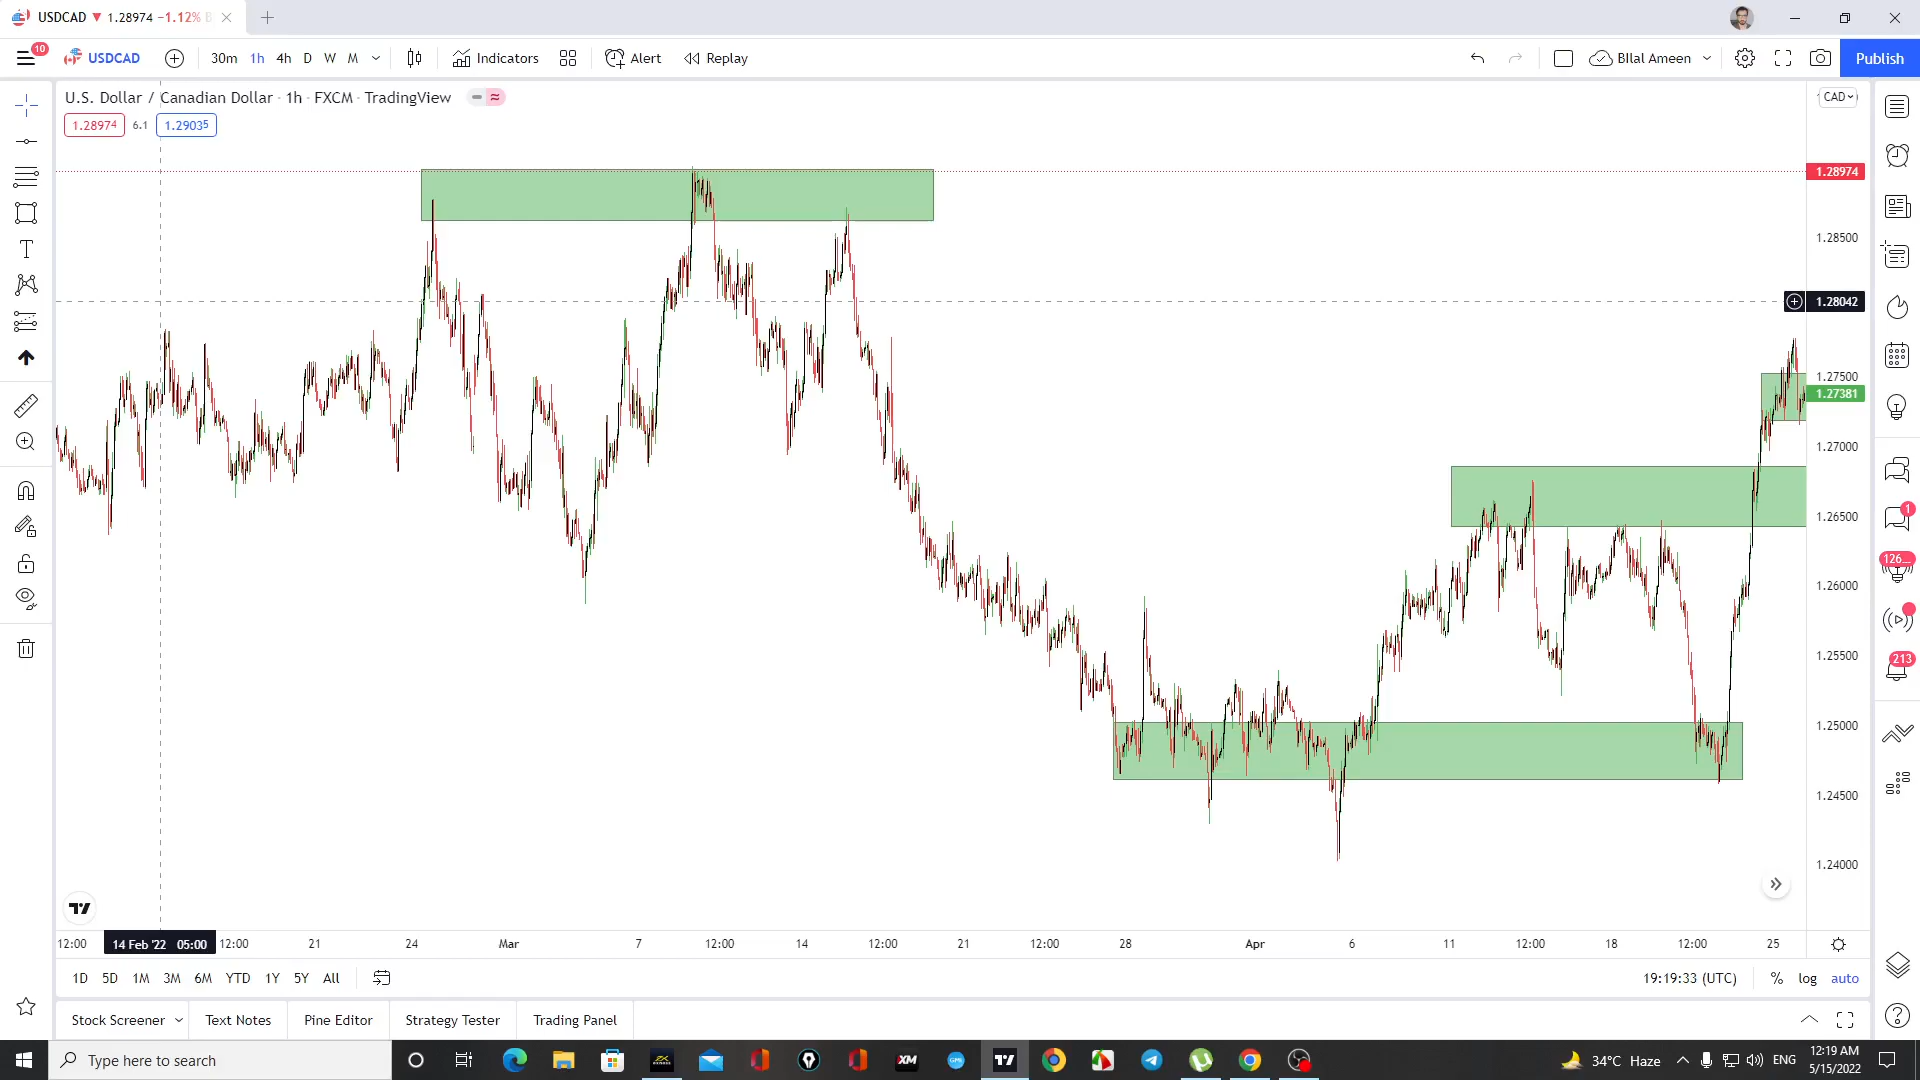 USDCAD ▼ 1.28974 −1.12%
10
USDCAD
30m 1h 4h D W M
Indicators
Alert
Replay
BIlal Ameen
Publish
U.S. Dollar / Canadian Dollar · 1h · FXCM · TradingView
CAD
1.28974 6.1 1.29035
1.28974
1.28500
1.28042
1.27500
1.27381
1.27000
1.26500
1.26000
1.25500
1.25000
1.24500
1.24000
1
126...
213
12:00 14 Feb '22 05:00 12:00 21 24 Mar 7 12:00 14 12:00 21 12:00 28 Apr 6 11 12:00 18 12:00 25
1D 5D 1M 3M 6M YTD 1Y 5Y All
19:19:33 (UTC) % log auto
Stock Screener Text Notes Pine Editor Strategy Tester Trading Panel
Type here to search
XM
34°C Haze
ENG
12:19 AM
5/15/2022